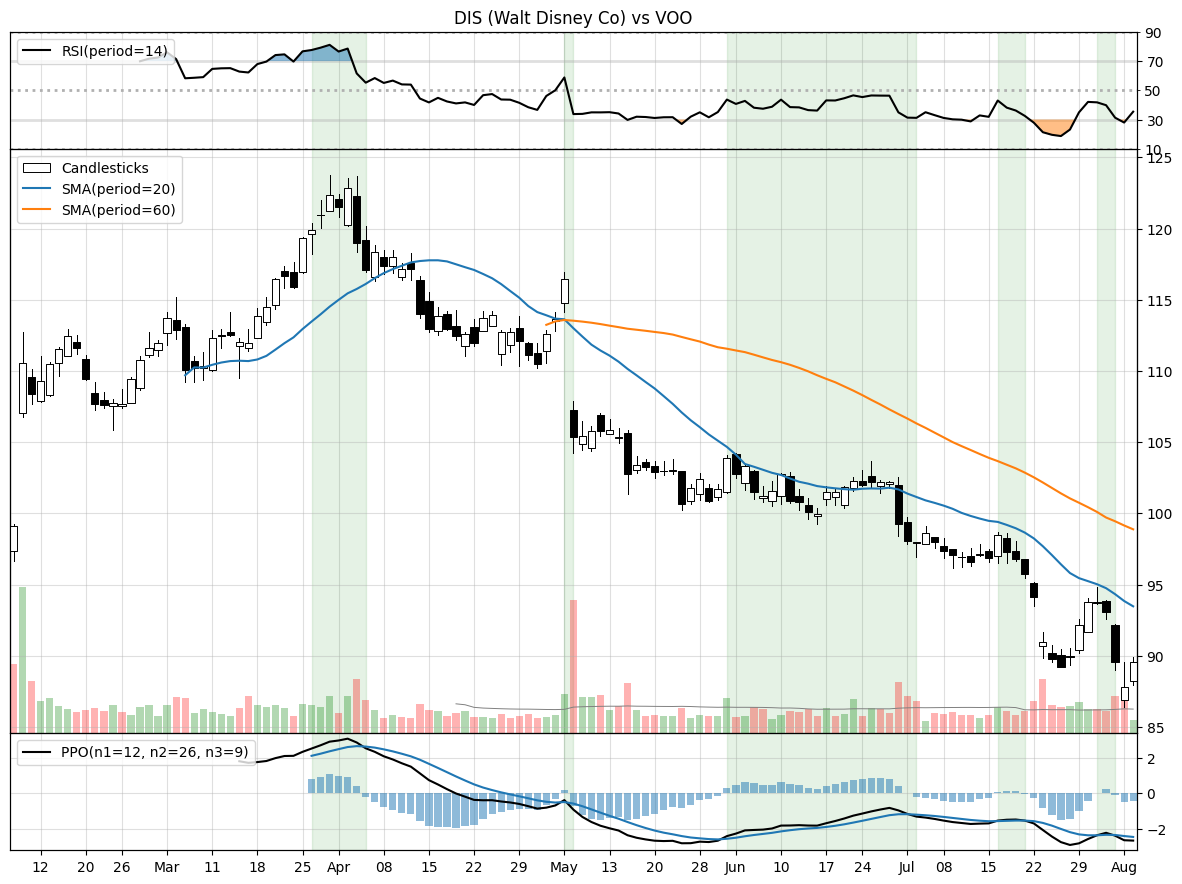 DIS (Walt Disney Co) vs VOO
RSI(period=14)
90
70
50
30
10
Candlesticks
SMA(period=20)
SMA(period=60)
125
120
115
110
105
100
95
90
85
PPO(n1=12, n2=26, n3=9)
2
0
−2
12 20 26 Mar 11 18 25 Apr 08 15 22 29 May 13 20 28 Jun 10 17 24 Jul 08 15 22 29 Aug